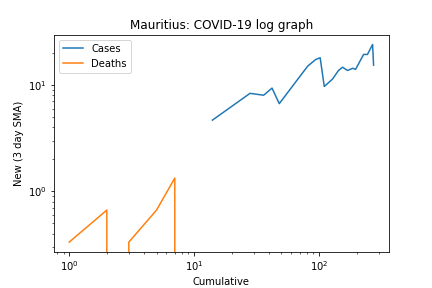 Mauritius: COVID-19 log graph
Cases
Deaths
10¹
10⁰
New (3 day SMA)
10⁰ 10¹ 10²
Cumulative